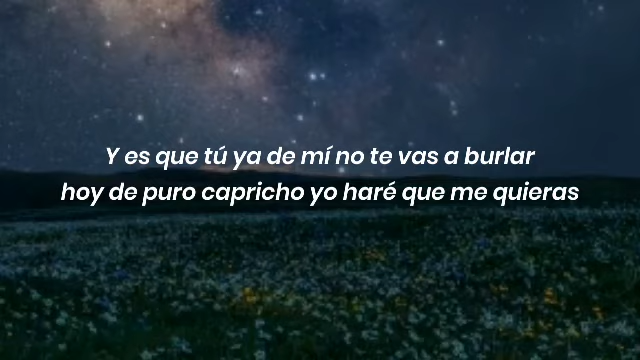 Y es que tú ya de mí no te vas a burlar
hoy de puro capricho yo haré que me quieras